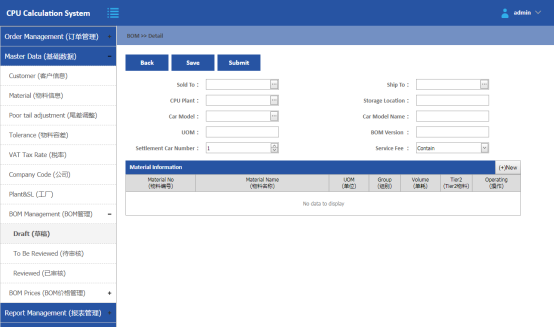 CPU Calculation System
admin
Order Management (订单管理)
BOM >> Detail
Master Data (基础数据)
Back Save Submit
Customer (客户信息)
Sold To : Ship To :
Material (物料信息)
CPU Plant : Storage Location :
Poor tail adjustment (尾差调整)
Car Model : Car Model Name :
Tolerance (物料容差)
UOM : BOM Version :
VAT Tax Rate (税率)
Settlement Car Number : 1 Service Fee : Contain
Company Code (公司)
Material Information (+)New
Plant&SL (工厂)
Material No Material Name UOM Group Volume Tier2 Operating
(物料编号) (物料名称) (单位) (组别) (单耗) (Tier2物料) (操作)
BOM Management (BOM管理) -
No data to display
Draft (草稿)
To Be Reviewed (待审核)
Reviewed (已审核)
BOM Prices (BOM价格管理) +
Report Management (报表管理)